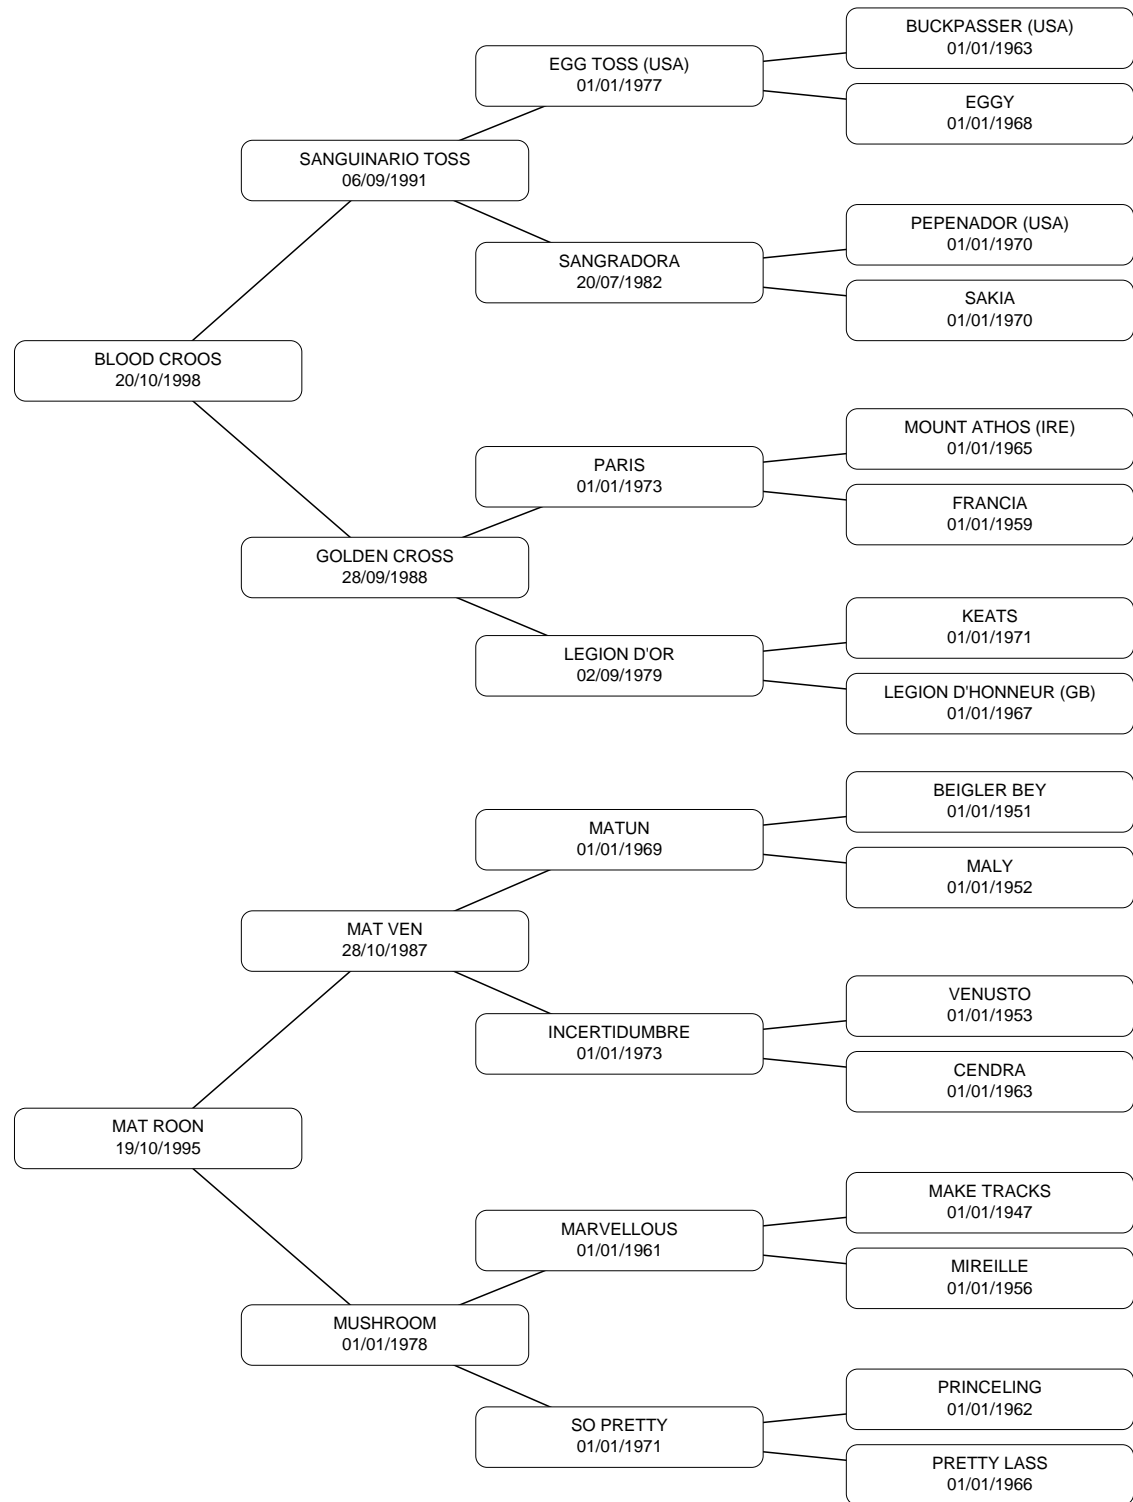 BUCKPASSER (USA)
01/01/1963
EGG TOSS (USA)
01/01/1977
EGGY
01/01/1968
SANGUINARIO TOSS
06/09/1991
PEPENADOR (USA)
01/01/1970
SANGRADORA
20/07/1982
SAKIA
01/01/1970
BLOOD CROOS
20/10/1998
MOUNT ATHOS (IRE)
01/01/1965
PARIS
01/01/1973
FRANCIA
01/01/1959
GOLDEN CROSS
28/09/1988
KEATS
01/01/1971
LEGION D'OR
02/09/1979
LEGION D'HONNEUR (GB)
01/01/1967
BEIGLER BEY
01/01/1951
MATUN
01/01/1969
MALY
01/01/1952
MAT VEN
28/10/1987
VENUSTO
01/01/1953
INCERTIDUMBRE
01/01/1973
CENDRA
01/01/1963
MAT ROON
19/10/1995
MAKE TRACKS
01/01/1947
MARVELLOUS
01/01/1961
MIREILLE
01/01/1956
MUSHROOM
01/01/1978
PRINCELING
01/01/1962
SO PRETTY
01/01/1971
PRETTY LASS
01/01/1966